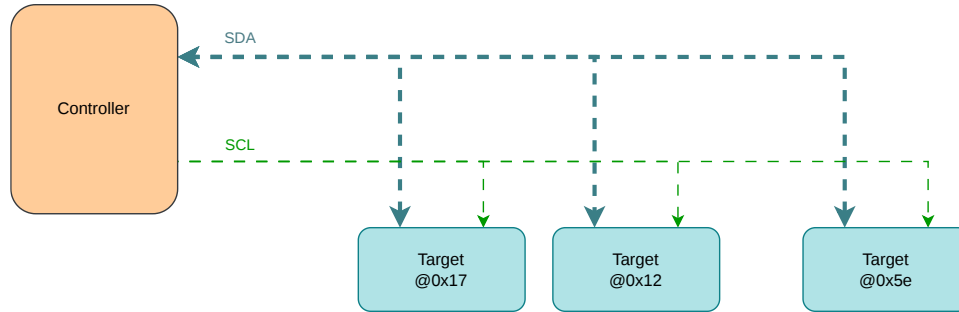 SDA
Controller
SCL
Target
@0x17
Target
@0x12
Target
@0x5e